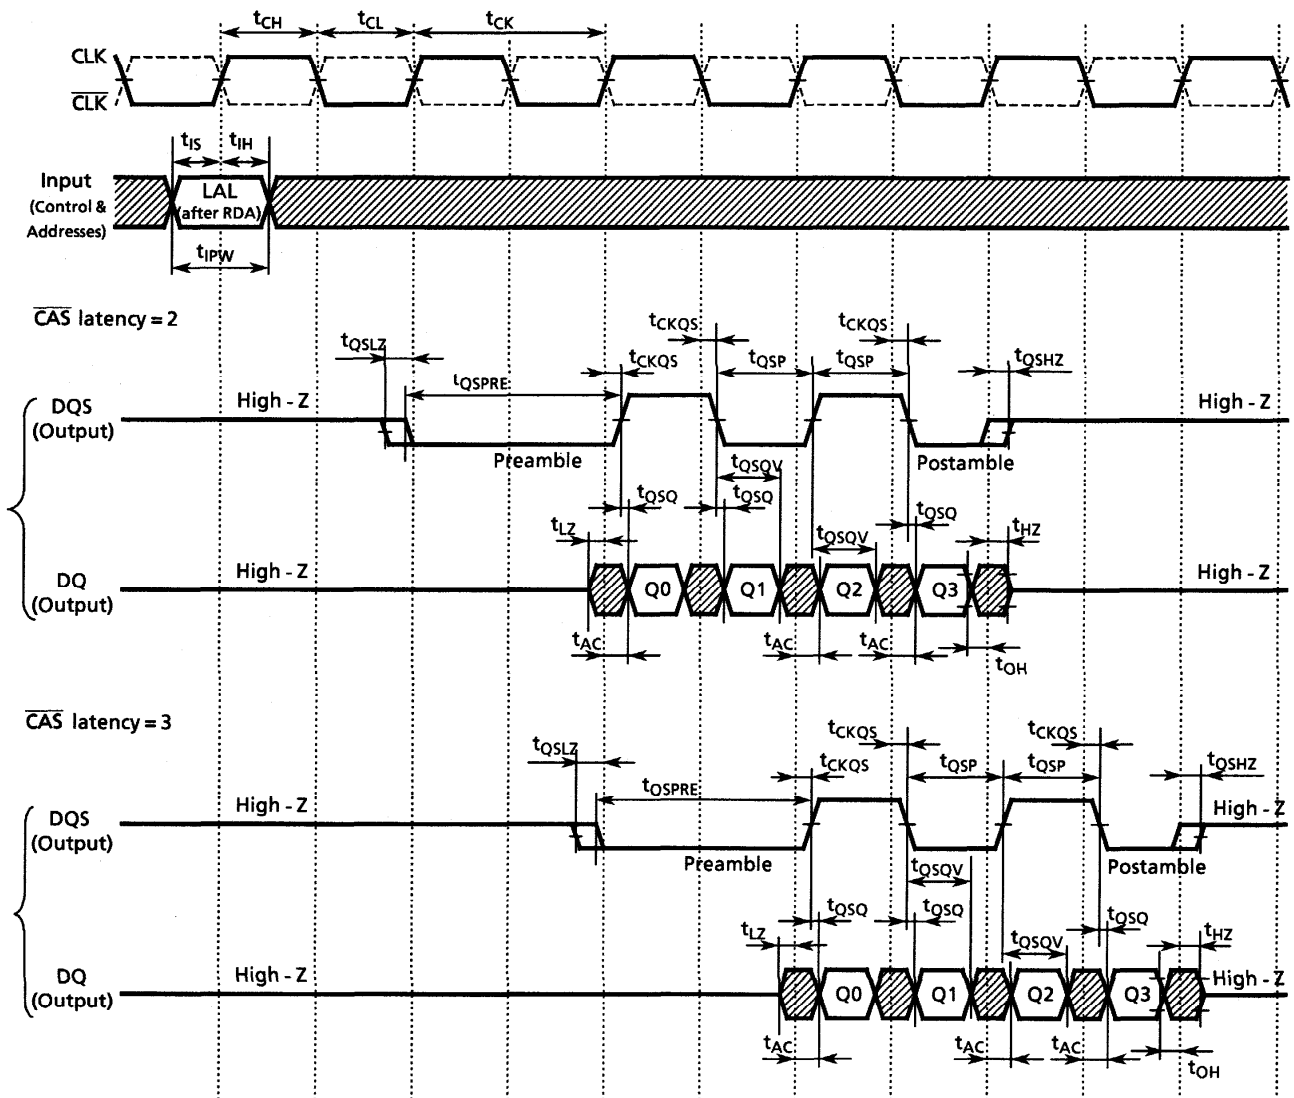 tCH tCL tCK
CLK
CLK
tIS tIH
Input
(Control &
Addresses)
LAL
(after RDA)
tIPW
CAS latency = 2
tCKQS tCKQS
tQSLZ tCKQS tQSP tQSP tQSHZ
tQSPRE
DQS
(Output)
High - Z High - Z
Preamble Postamble
tQSQV
tQSQ tQSQ tQSQ
tLZ tQSQV tHZ
DQ
(Output)
High - Z Q0 Q1 Q2 Q3 High - Z
tAC tAC tAC tOH
CAS latency = 3
tCKQS tCKQS
tQSLZ tCKQS tQSP tQSP tQSHZ
tQSPRE
DQS
(Output)
High - Z High - Z
Preamble Postamble
tQSQV
tQSQ tQSQ tQSQ
tLZ tQSQV tHZ
DQ
(Output)
High - Z Q0 Q1 Q2 Q3 High - Z
tAC tAC tAC tOH